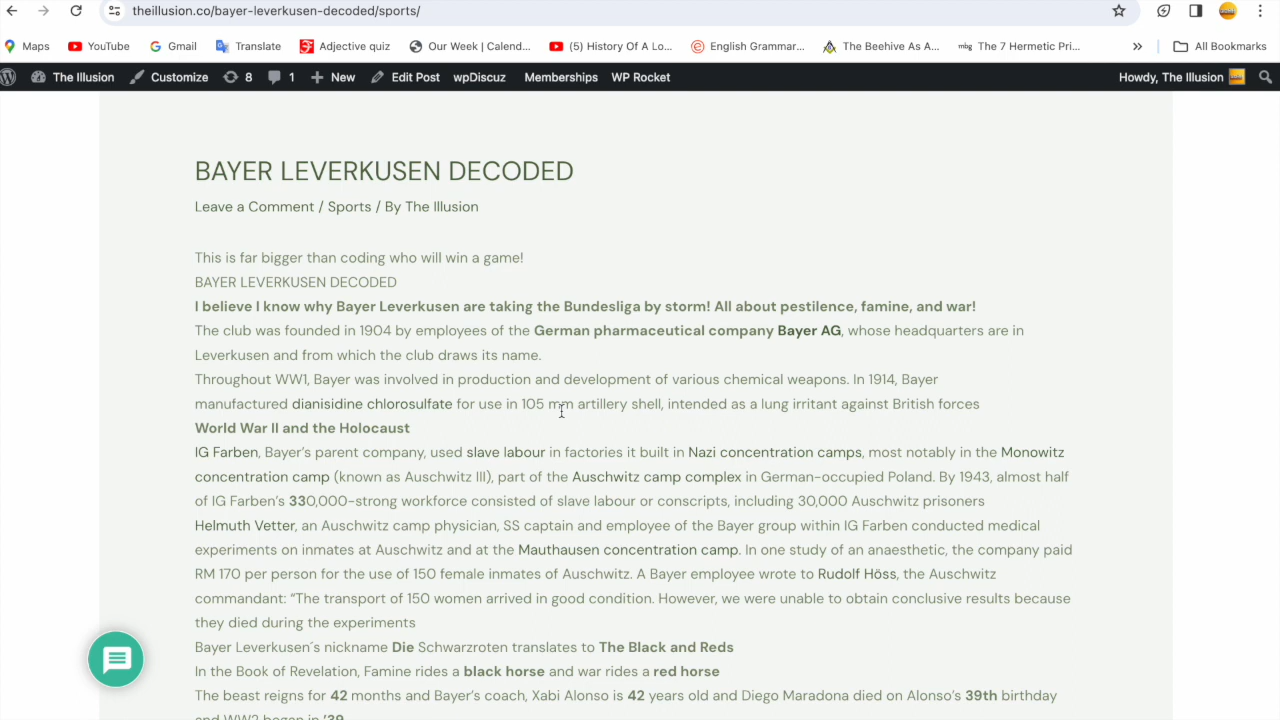 theillusion.co/bayer-leverkusen-decoded/sports/
Maps YouTube Gmail Translate Adjective quiz Our Week | Calend... (5) History Of A Lo... English Grammar... The Beehive As A... mbg The 7 Hermetic Pri... » All Bookmarks
The Illusion Customize 8 1 New Edit Post wpDiscuz Memberships WP Rocket Howdy, The Illusion
BAYER LEVERKUSEN DECODED
Leave a Comment / Sports / By The Illusion
This is far bigger than coding who will win a game!
BAYER LEVERKUSEN DECODED
I believe I know why Bayer Leverkusen are taking the Bundesliga by storm! All about pestilence, famine, and war!
The club was founded in 1904 by employees of the German pharmaceutical company Bayer AG, whose headquarters are in
Leverkusen and from which the club draws its name.
Throughout WW1, Bayer was involved in production and development of various chemical weapons. In 1914, Bayer
manufactured dianisidine chlorosulfate for use in 105 mm artillery shell, intended as a lung irritant against British forces
World War II and the Holocaust
IG Farben, Bayer's parent company, used slave labour in factories it built in Nazi concentration camps, most notably in the Monowitz
concentration camp (known as Auschwitz III), part of the Auschwitz camp complex in German-occupied Poland. By 1943, almost half
of IG Farben's 330,000-strong workforce consisted of slave labour or conscripts, including 30,000 Auschwitz prisoners
Helmuth Vetter, an Auschwitz camp physician, SS captain and employee of the Bayer group within IG Farben conducted medical
experiments on inmates at Auschwitz and at the Mauthausen concentration camp. In one study of an anaesthetic, the company paid
RM 170 per person for the use of 150 female inmates of Auschwitz. A Bayer employee wrote to Rudolf Höss, the Auschwitz
commandant: "The transport of 150 women arrived in good condition. However, we were unable to obtain conclusive results because
they died during the experiments
Bayer Leverkusen´s nickname Die Schwarzroten translates to The Black and Reds
In the Book of Revelation, Famine rides a black horse and war rides a red horse
The beast reigns for 42 months and Bayer's coach, Xabi Alonso is 42 years old and Diego Maradona died on Alonso's 39th birthday
and WW2 began in '39